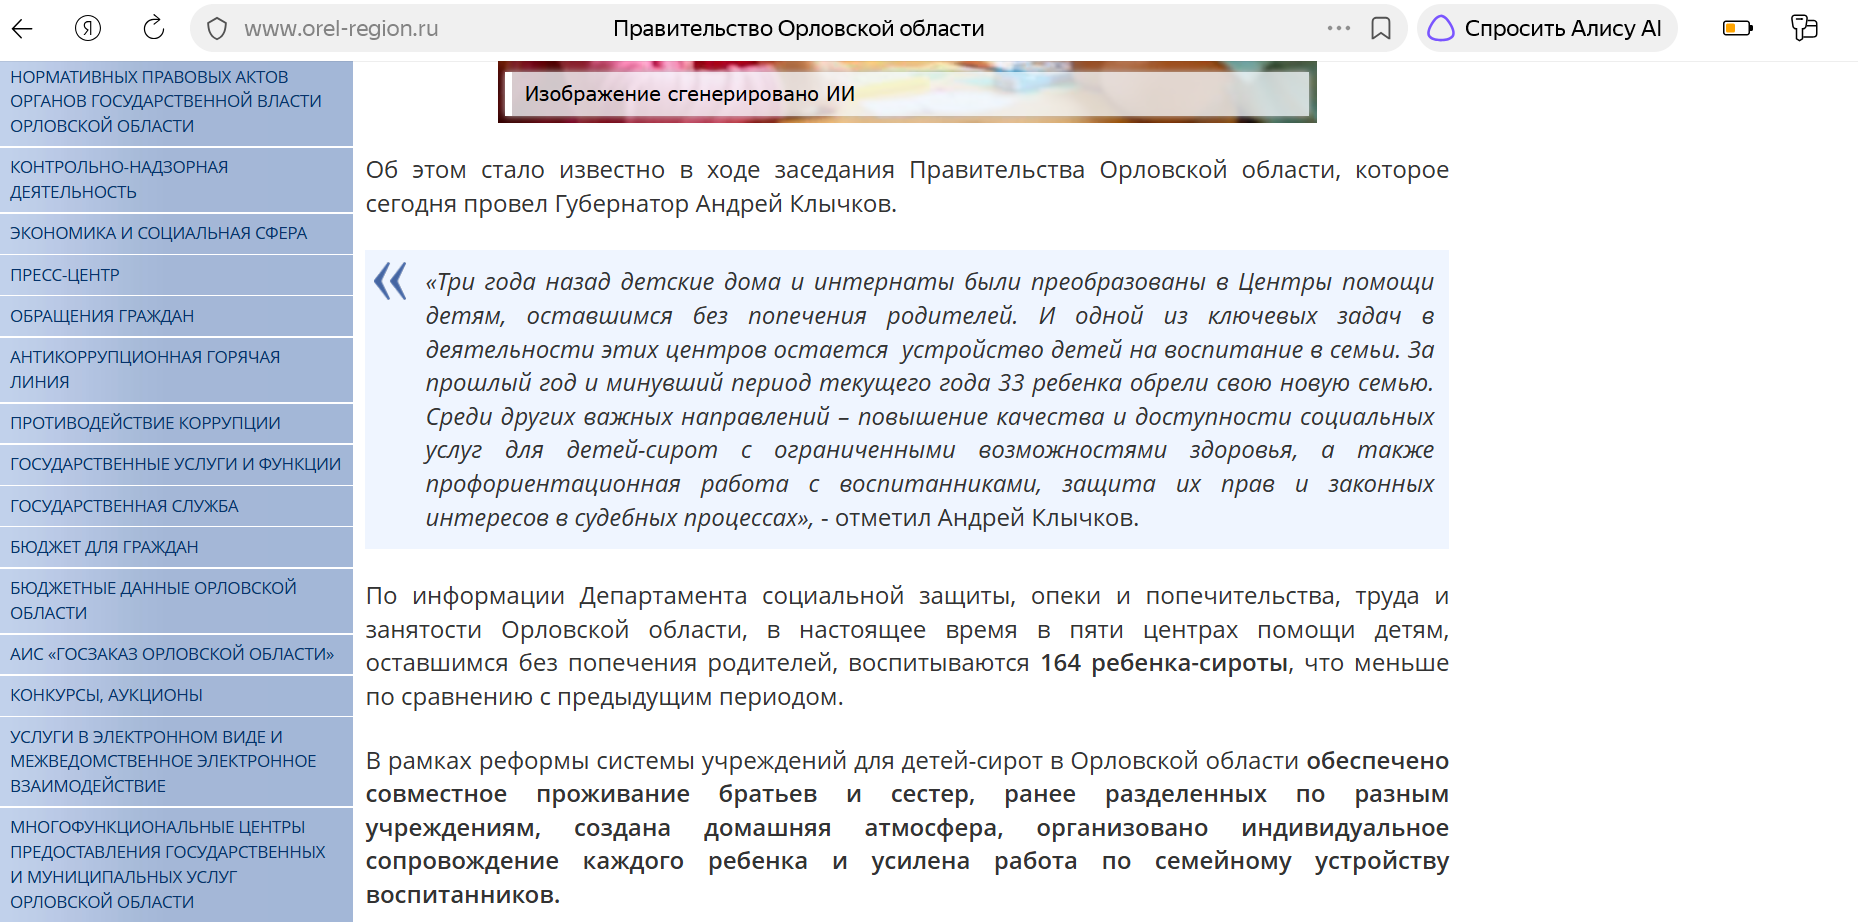 www.orel-region.ru
Правительство Орловской области
Спросить Алису AI
НОРМАТИВНЫХ ПРАВОВЫХ АКТОВ
ОРГАНОВ ГОСУДАРСТВЕННОЙ ВЛАСТИ
ОРЛОВСКОЙ ОБЛАСТИ
КОНТРОЛЬНО-НАДЗОРНАЯ
ДЕЯТЕЛЬНОСТЬ
ЭКОНОМИКА И СОЦИАЛЬНАЯ СФЕРА
ПРЕСС-ЦЕНТР
ОБРАЩЕНИЯ ГРАЖДАН
АНТИКОРРУПЦИОННАЯ ГОРЯЧАЯ
ЛИНИЯ
ПРОТИВОДЕЙСТВИЕ КОРРУПЦИИ
ГОСУДАРСТВЕННЫЕ УСЛУГИ И ФУНКЦИИ
ГОСУДАРСТВЕННАЯ СЛУЖБА
БЮДЖЕТ ДЛЯ ГРАЖДАН
БЮДЖЕТНЫЕ ДАННЫЕ ОРЛОВСКОЙ
ОБЛАСТИ
АИС «ГОСЗАКАЗ ОРЛОВСКОЙ ОБЛАСТИ»
КОНКУРСЫ, АУКЦИОНЫ
УСЛУГИ В ЭЛЕКТРОННОМ ВИДЕ И
МЕЖВЕДОМСТВЕННОЕ ЭЛЕКТРОННОЕ
ВЗАИМОДЕЙСТВИЕ
МНОГОФУНКЦИОНАЛЬНЫЕ ЦЕНТРЫ
ПРЕДОСТАВЛЕНИЯ ГОСУДАРСТВЕННЫХ
И МУНИЦИПАЛЬНЫХ УСЛУГ
ОРЛОВСКОЙ ОБЛАСТИ
Изображение сгенерировано ИИ
Об этом стало известно в ходе заседания Правительства Орловской области, которое
сегодня провел Губернатор Андрей Клычков.
«Три года назад детские дома и интернаты были преобразованы в Центры помощи
детям, оставшимся без попечения родителей. И одной из ключевых задач в
деятельности этих центров остается устройство детей на воспитание в семьи. За
прошлый год и минувший период текущего года 33 ребенка обрели свою новую семью.
Среди других важных направлений – повышение качества и доступности социальных
услуг для детей-сирот с ограниченными возможностями здоровья, а также
профориентационная работа с воспитанниками, защита их прав и законных
интересов в судебных процессах», - отметил Андрей Клычков.
По информации Департамента социальной защиты, опеки и попечительства, труда и
занятости Орловской области, в настоящее время в пяти центрах помощи детям,
оставшимся без попечения родителей, воспитываются 164 ребенка-сироты, что меньше
по сравнению с предыдущим периодом.
В рамках реформы системы учреждений для детей-сирот в Орловской области обеспечено
совместное проживание братьев и сестер, ранее разделенных по разным
учреждениям, создана домашняя атмосфера, организовано индивидуальное
сопровождение каждого ребенка и усилена работа по семейному устройству
воспитанников.